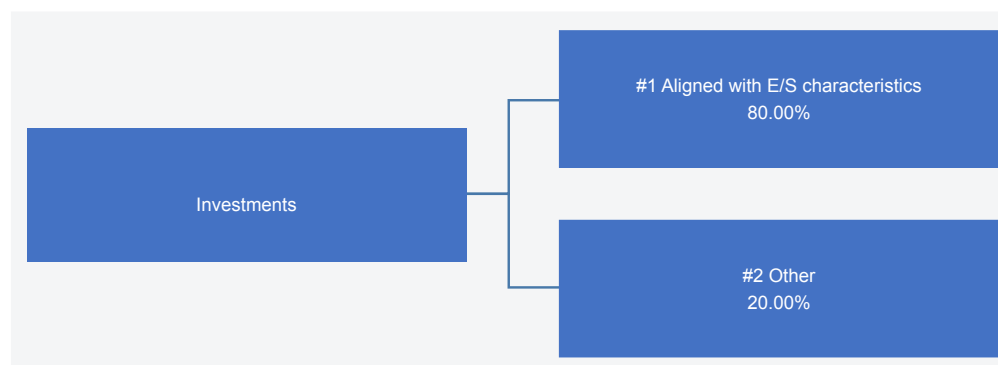 Investments
#1 Aligned with E/S characteristics
80.00%
#2 Other
20.00%